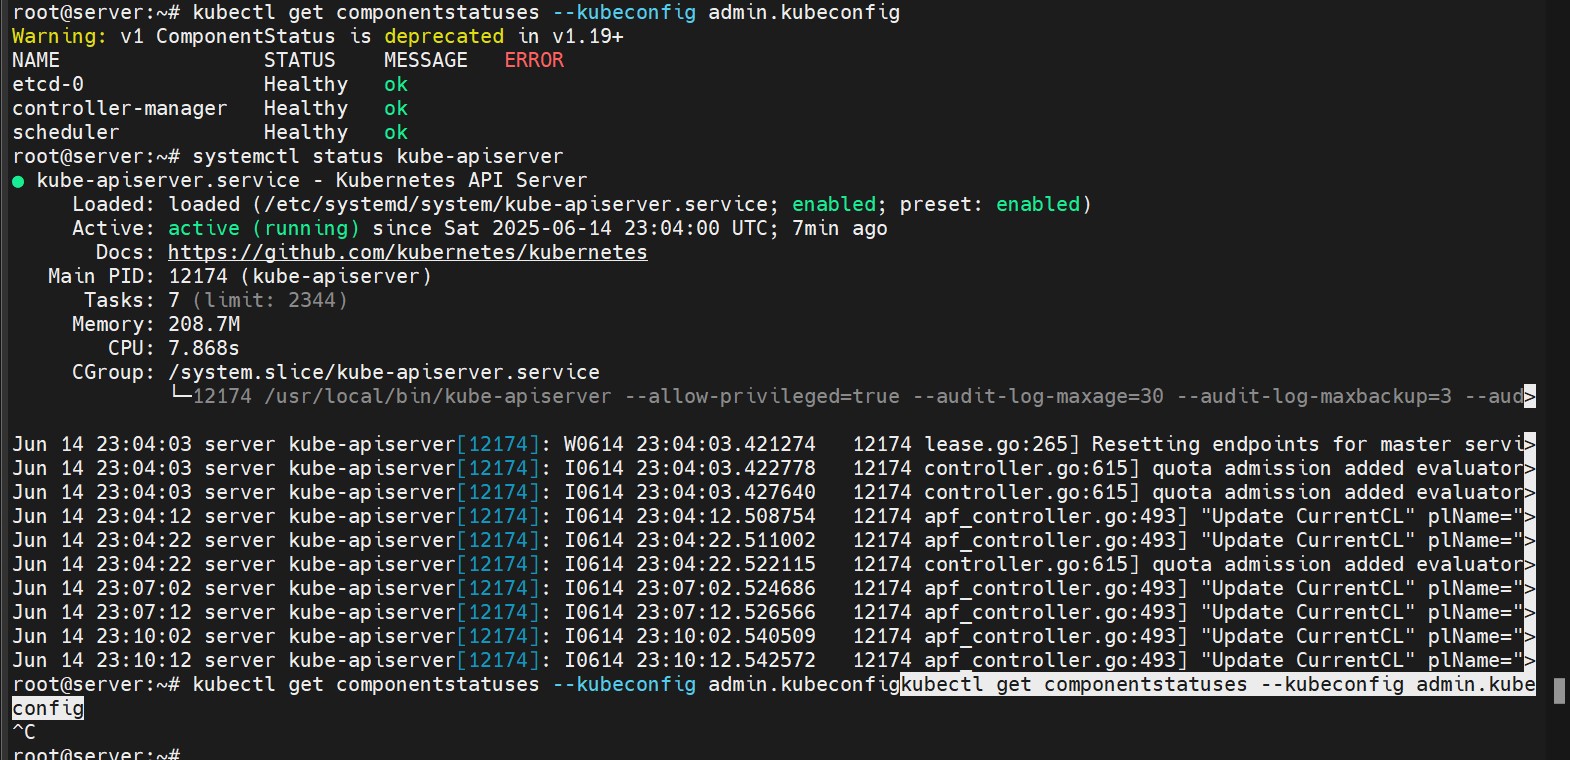 root@server:~# kubectl get componentstatuses --kubeconfig admin.kubeconfig
Warning: v1 ComponentStatus is deprecated in v1.19+
NAME                 STATUS    MESSAGE   ERROR
etcd-0               Healthy   ok
controller-manager   Healthy   ok
scheduler            Healthy   ok
root@server:~# systemctl status kube-apiserver
● kube-apiserver.service - Kubernetes API Server
     Loaded: loaded (/etc/systemd/system/kube-apiserver.service; enabled; preset: enabled)
     Active: active (running) since Sat 2025-06-14 23:04:00 UTC; 7min ago
       Docs: https://github.com/kubernetes/kubernetes
   Main PID: 12174 (kube-apiserver)
      Tasks: 7 (limit: 2344)
     Memory: 208.7M
        CPU: 7.868s
     CGroup: /system.slice/kube-apiserver.service
             └─12174 /usr/local/bin/kube-apiserver --allow-privileged=true --audit-log-maxage=30 --audit-log-maxbackup=3 --aud>
Jun 14 23:04:03 server kube-apiserver[12174]: W0614 23:04:03.421274   12174 lease.go:265] Resetting endpoints for master servi>
Jun 14 23:04:03 server kube-apiserver[12174]: I0614 23:04:03.422778   12174 controller.go:615] quota admission added evaluator>
Jun 14 23:04:03 server kube-apiserver[12174]: I0614 23:04:03.427640   12174 controller.go:615] quota admission added evaluator>
Jun 14 23:04:12 server kube-apiserver[12174]: I0614 23:04:12.508754   12174 apf_controller.go:493] "Update CurrentCL" plName=">
Jun 14 23:04:22 server kube-apiserver[12174]: I0614 23:04:22.511002   12174 apf_controller.go:493] "Update CurrentCL" plName=">
Jun 14 23:04:22 server kube-apiserver[12174]: I0614 23:04:22.522115   12174 controller.go:615] quota admission added evaluator>
Jun 14 23:07:02 server kube-apiserver[12174]: I0614 23:07:02.524686   12174 apf_controller.go:493] "Update CurrentCL" plName=">
Jun 14 23:07:12 server kube-apiserver[12174]: I0614 23:07:12.526566   12174 apf_controller.go:493] "Update CurrentCL" plName=">
Jun 14 23:10:02 server kube-apiserver[12174]: I0614 23:10:02.540509   12174 apf_controller.go:493] "Update CurrentCL" plName=">
Jun 14 23:10:12 server kube-apiserver[12174]: I0614 23:10:12.542572   12174 apf_controller.go:493] "Update CurrentCL" plName=">
root@server:~# kubectl get componentstatuses --kubeconfig admin.kubeconfigkubectl get componentstatuses --kubeconfig admin.kube
config
^C
root@server:~#